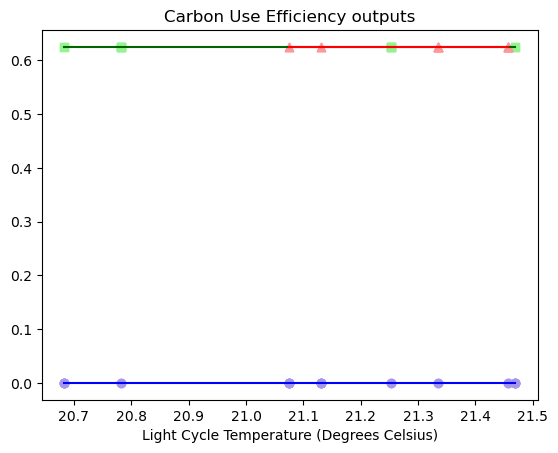 Carbon Use Efficiency outputs
0.6
0.5
0.4
0.3
0.2
0.1
0.0
20.7 20.8 20.9 21.0 21.1 21.2 21.3 21.4 21.5
Light Cycle Temperature (Degrees Celsius)